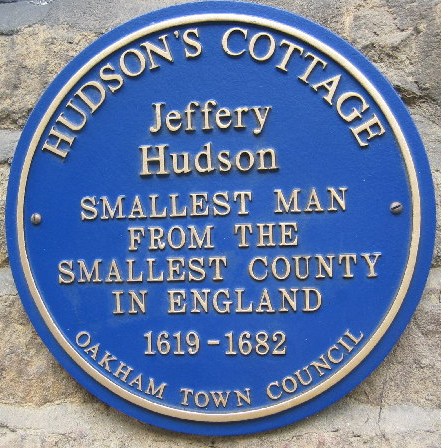 HUDSON'S COTTAGE
Jeffery
Hudson
SMALLEST MAN
FROM THE
SMALLEST COUNTY
IN ENGLAND
1619-1682
OAKHAM TOWN COUNCIL